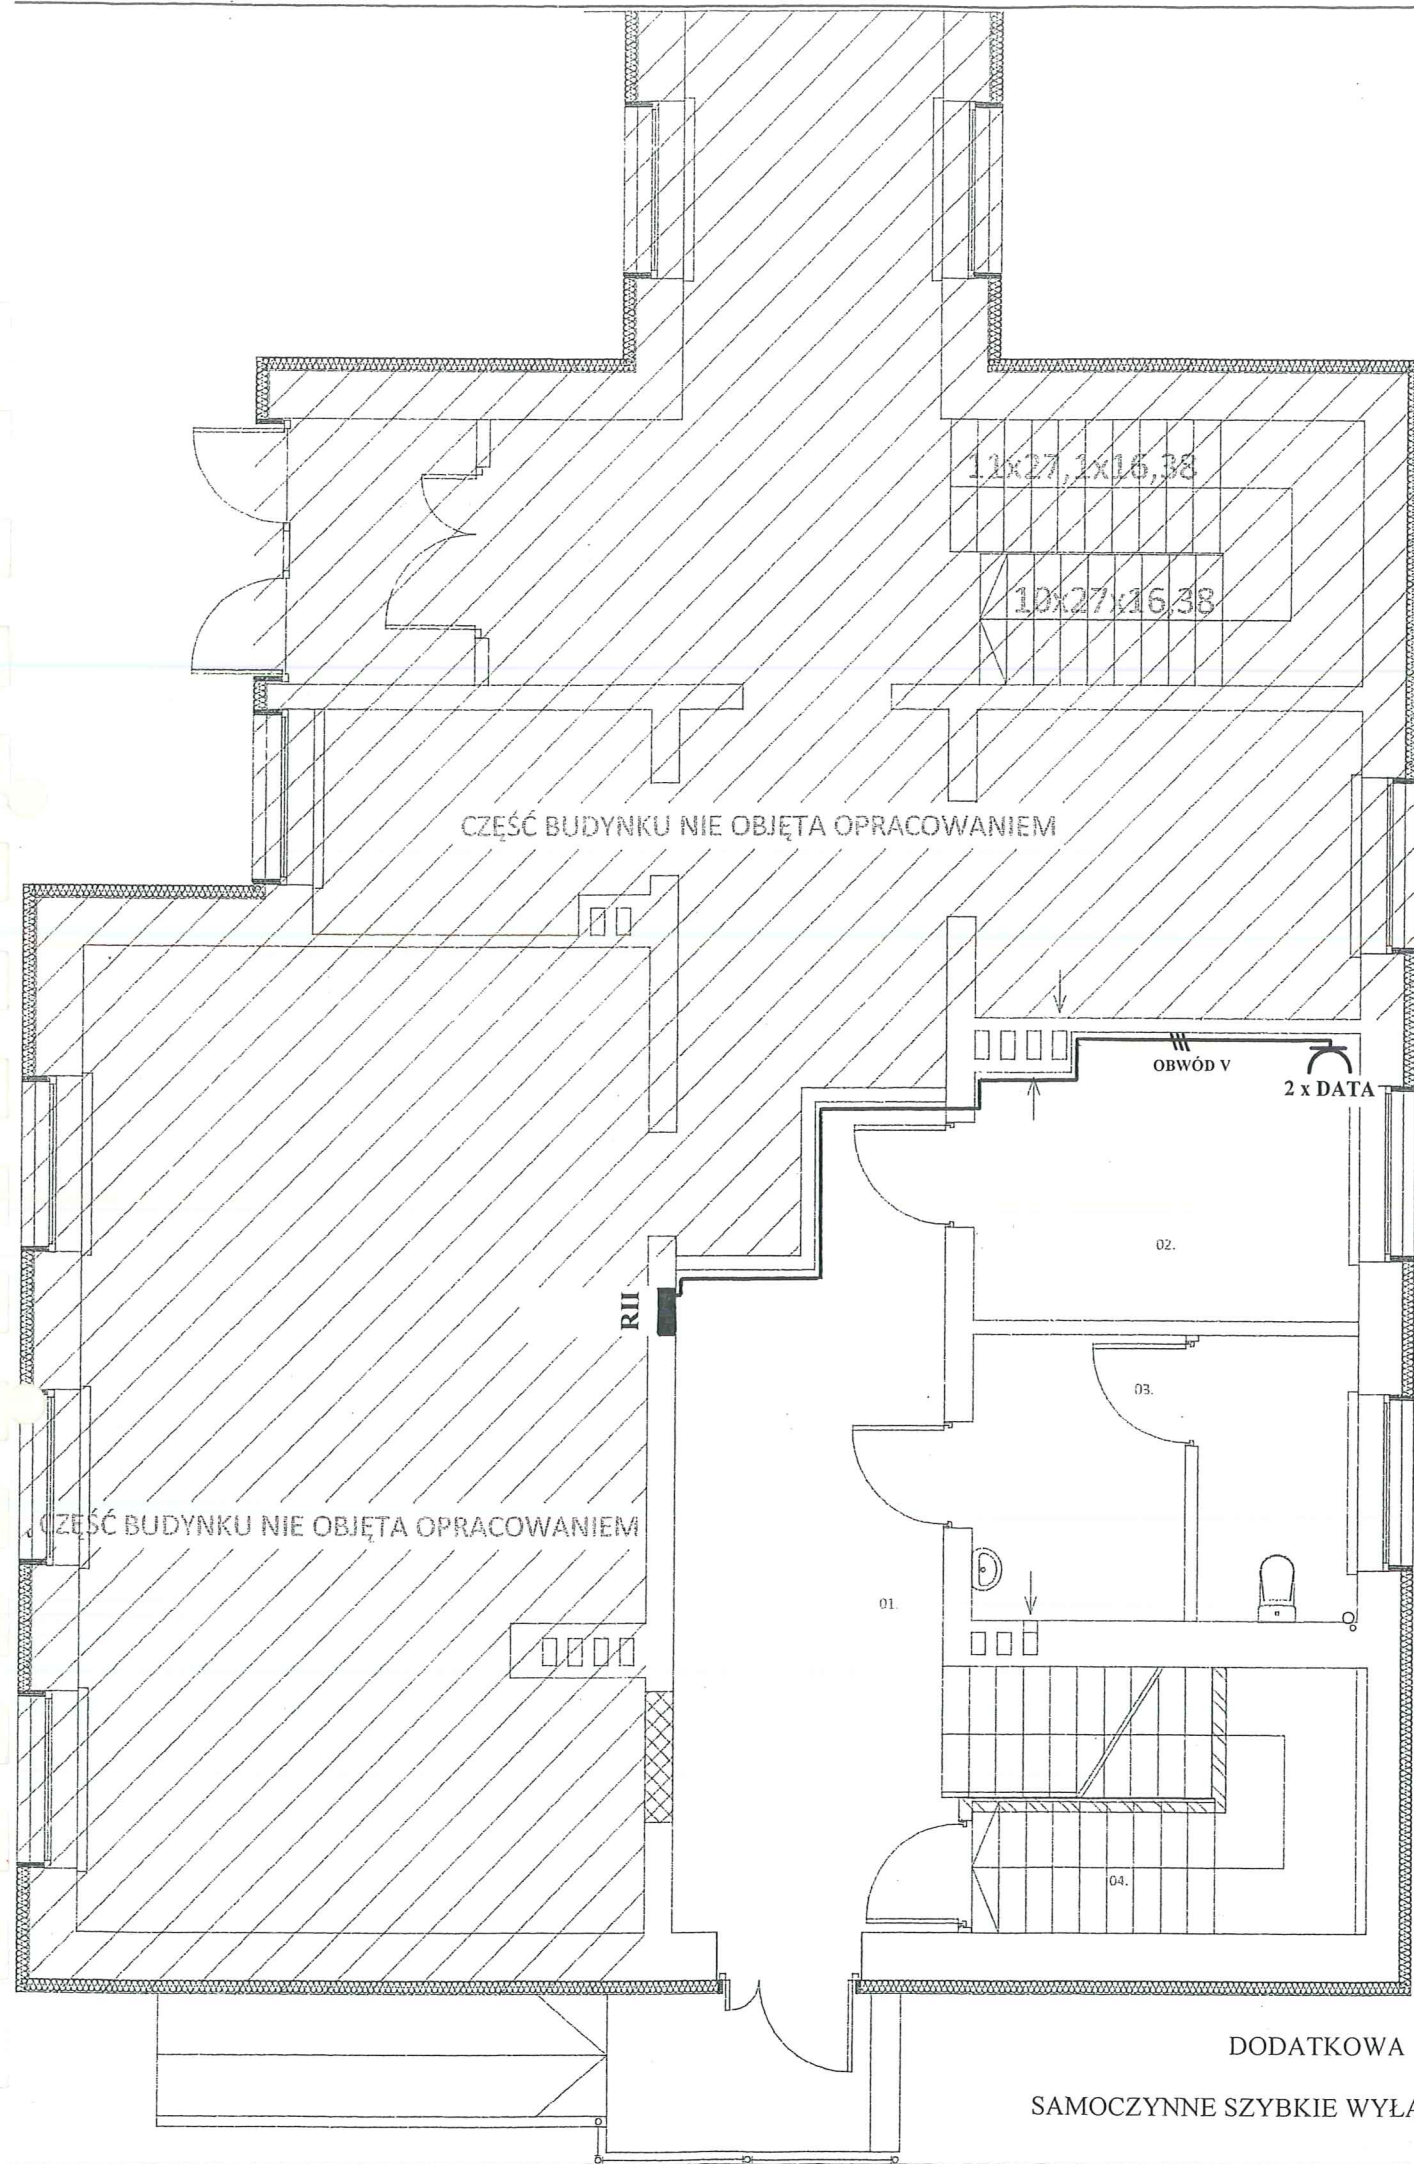 11x27,1x16,38
10x27x16,38
CZĘŚĆ BUDYNKU NIE OBJĘTA OPRACOWANIEM
OBWÓD V
2 x DATA
02.
RII
03.
CZĘŚĆ BUDYNKU NIE OBJĘTA OPRACOWANIEM
01.
04.
DODATKOWA
SAMOCZYNNE SZYBKIE